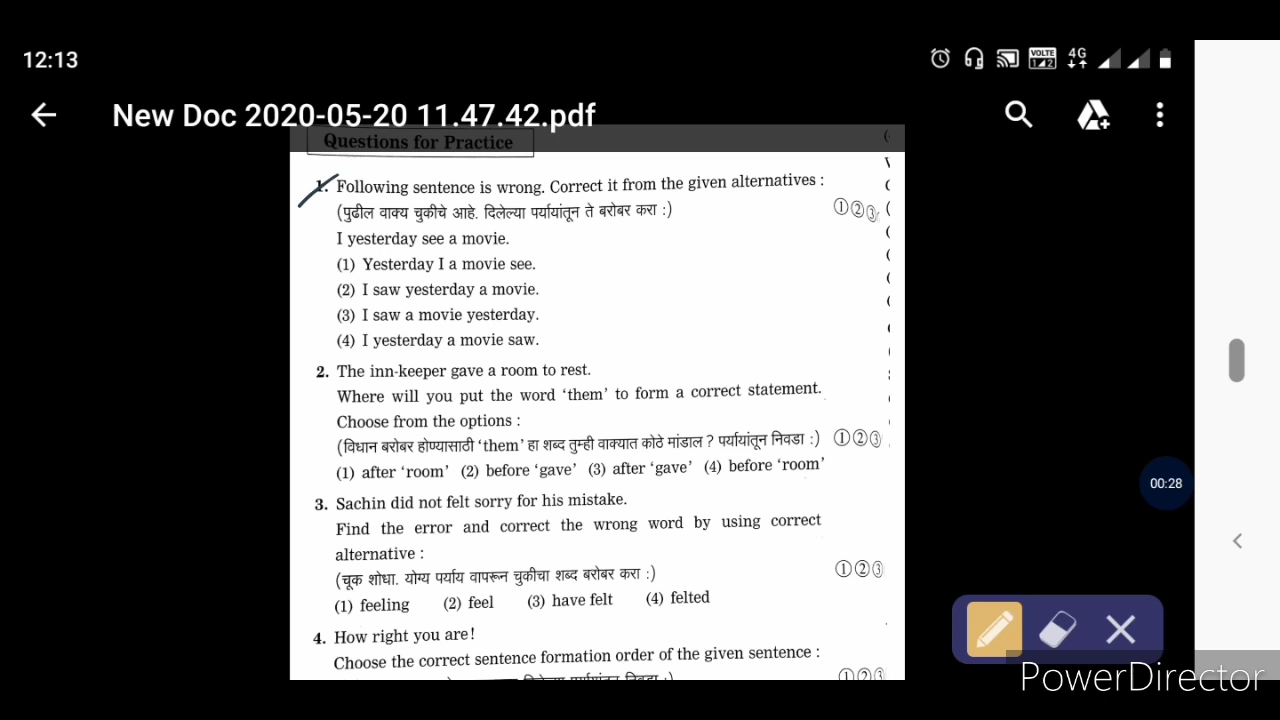 12:13
VOLTE
4G
New Doc 2020-05-20 11.47.42.pdf
Questions for Practice
1. Following sentence is wrong. Correct it from the given alternatives :
(पुढील वाक्य चुकीचे आहे. दिलेल्या पर्यायांतून ते बरोबर करा :) ①②③
I yesterday see a movie.
(1) Yesterday I a movie see.
(2) I saw yesterday a movie.
(3) I saw a movie yesterday.
(4) I yesterday a movie saw.
2. The inn-keeper gave a room to rest.
Where will you put the word ‘them’ to form a correct statement.
Choose from the options :
(विधान बरोबर होण्यासाठी ‘them’ हा शब्द तुम्ही वाक्यात कोठे मांडाल ? पर्यायांतून निवडा :) ①②③
(1) after ‘room’ (2) before ‘gave’ (3) after ‘gave’ (4) before ‘room’
3. Sachin did not felt sorry for his mistake.
Find the error and correct the wrong word by using correct
alternative :
(चूक शोधा. योग्य पर्याय वापरून चुकीचा शब्द बरोबर करा :) ①②③
(1) feeling (2) feel (3) have felt (4) felted
4. How right you are!
Choose the correct sentence formation order of the given sentence :
①②③
00:28
PowerDirector